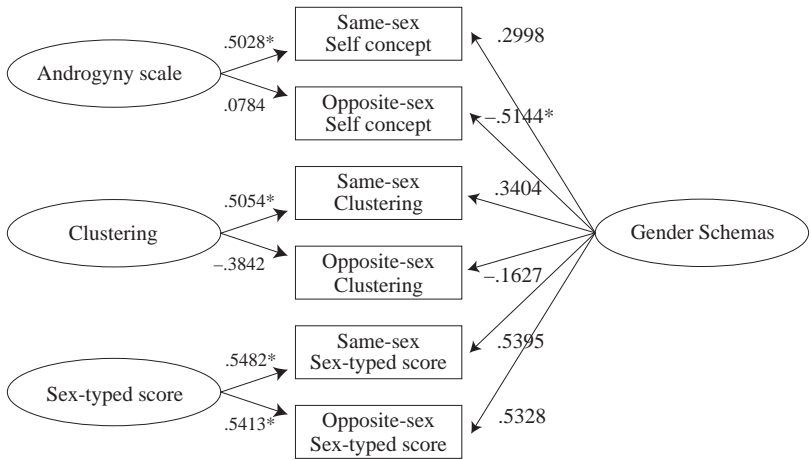 Same-sex
Self concept
.5028*
.2998
Androgyny scale
.0784
Opposite-sex
Self concept
–.5144*
Same-sex
Clustering
.5054*
.3404
Clustering
Gender Schemas
–.3842
Opposite-sex
Clustering
–.1627
Same-sex
Sex-typed score
.5482*
.5395
Sex-typed score
.5413*
Opposite-sex
Sex-typed score
.5328